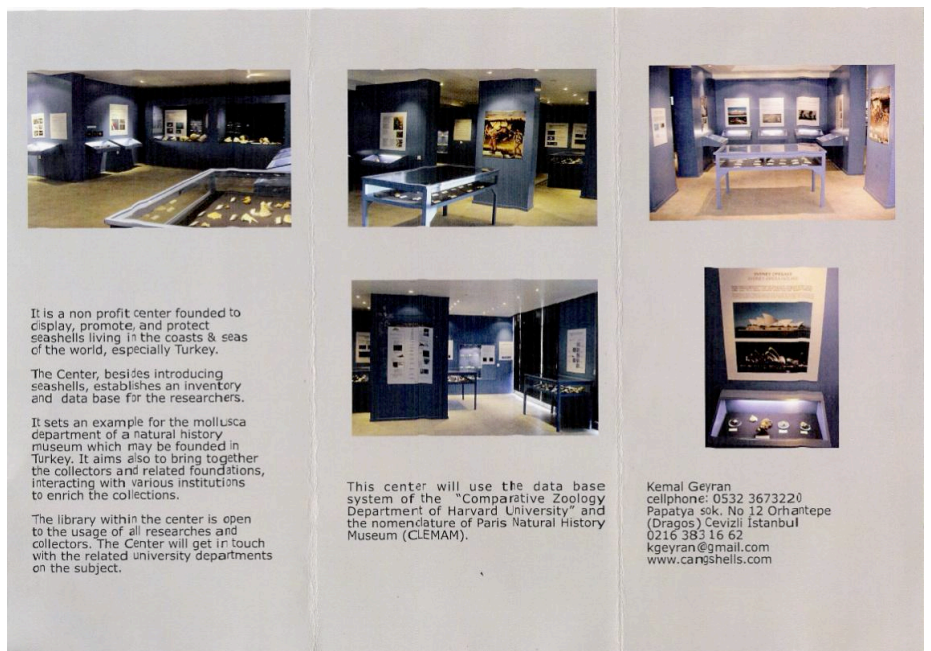 It is a non profit center founded to
display, promote, and protect
seashells living in the coasts & seas
of the world, especially Turkey.
The Center, besides introducing
seashells, establishes an inventory
and data base for the researchers.
It sets an example for the mollusca
department of a natural history
museum which may be founded in
Turkey. It aims also to bring together
the collectors and related foundations,
interacting with various institutions
to enrich the collections.
The library within the center is open
to the usage of all researches and
collectors. The Center will get in touch
with the related university departments
on the subject.
This center will use the data base
system of the "Comparative Zoology
Department of Harvard University" and
the nomendature of Paris Natural History
Museum (CLEMAM).
Kemal Geyran
cellphone: 0532 3673220
Papatya sok. No 12 Orhantepe
(Dragos) Cevizli İstanbul
0216 383 16 62
kgeyran@gmail.com
www.cangshells.com